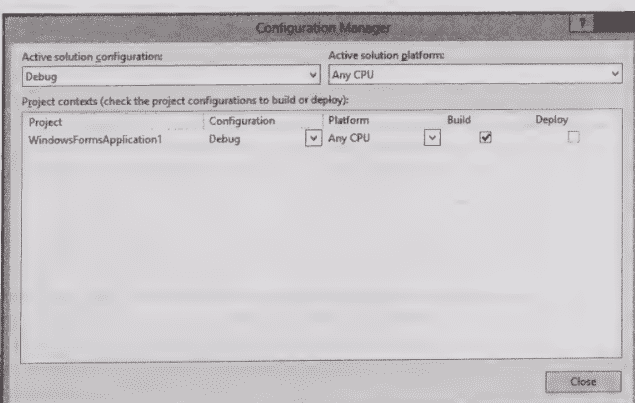 Configuration Manager
?
Active solution configuration:
Active solution platform:
Debug
Any CPU
Project contexts (check the project configurations to build or deploy):
Project Configuration Platform Build Deploy
WindowsFormsApplication1 Debug Any CPU
Close